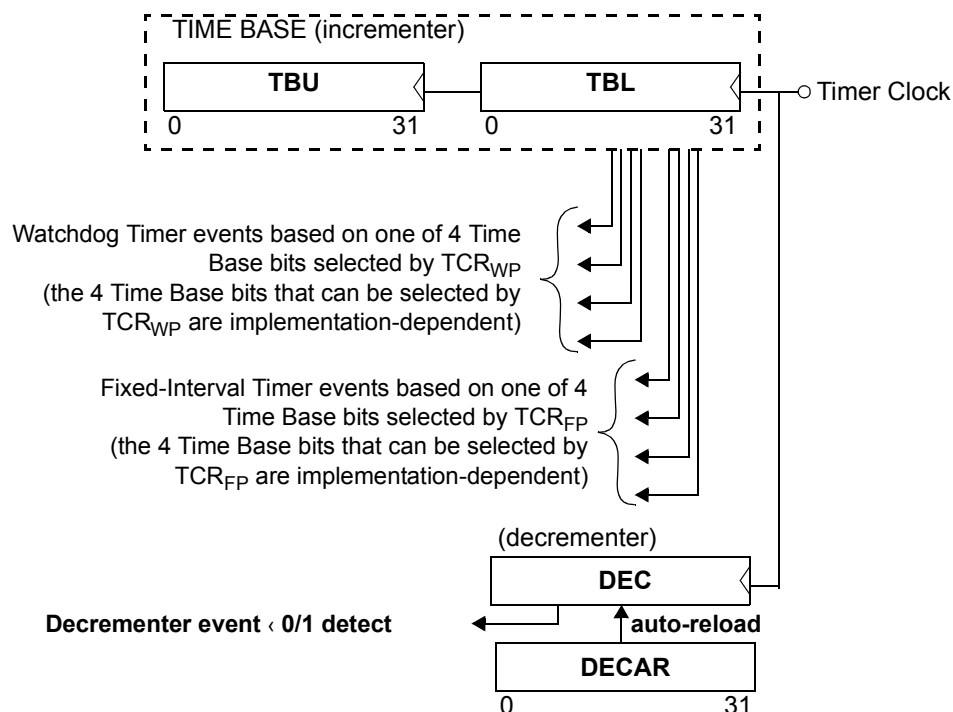 TIME BASE (incrementer)
TBU
TBL
Timer Clock
0 31 0 31
Watchdog Timer events based on one of 4 Time
Base bits selected by TCRWP
(the 4 Time Base bits that can be selected by
TCRWP are implementation-dependent)
Fixed-Interval Timer events based on one of 4
Time Base bits selected by TCRFP
(the 4 Time Base bits that can be selected by
TCRFP are implementation-dependent)
(decrementer)
DEC
Decrementer event ‹ 0/1 detect
auto-reload
DECAR
0 31